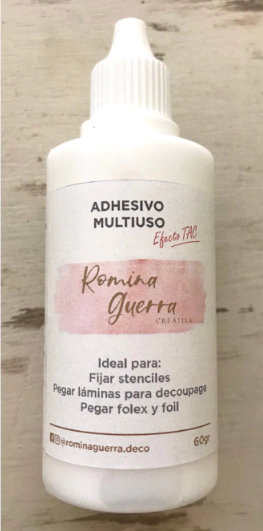 ADHESIVO
MULTIUSO
Efecto TAC
Romina
Guerra
CREATIVA
Ideal para:
Fijar stenciles
Pegar láminas para decoupage
Pegar folex y foil
@rominaguerra.deco 60gr